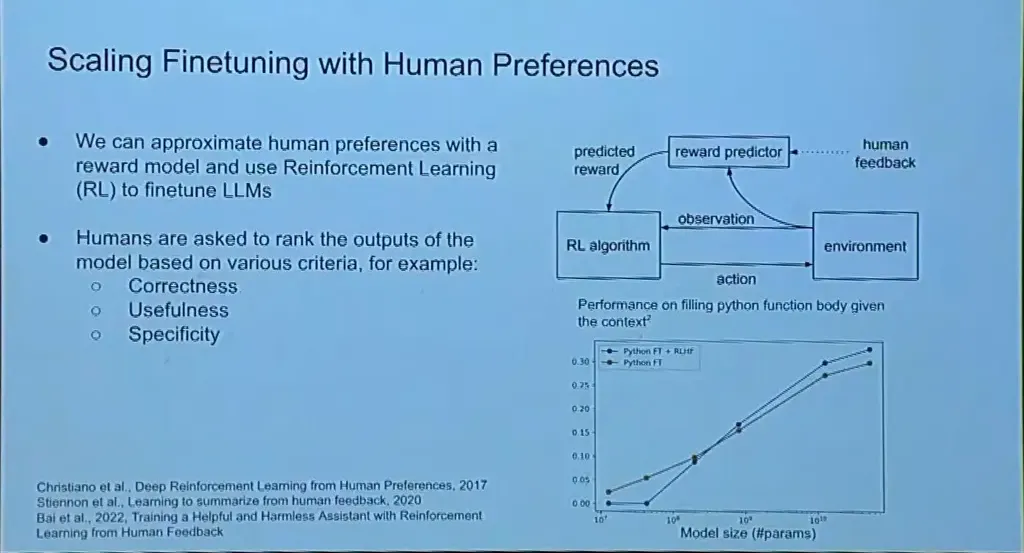 Scaling Finetuning with Human Preferences
● We can approximate human preferences with a
reward model and use Reinforcement Learning
(RL) to finetune LLMs
● Humans are asked to rank the outputs of the
model based on various criteria, for example:
○ Correctness
○ Usefulness
○ Specificity
Christiano et al., Deep Reinforcement Learning from Human Preferences, 2017
Stiennon et al., Learning to summarize from human feedback, 2020
Bai et al., 2022, Training a Helpful and Harmless Assistant with Reinforcement
Learning from Human Feedback
predicted
reward
reward predictor
human
feedback
observation
RL algorithm
environment
action
Performance on filling python function body given
the context²
Python FT + RLHF
Python FT
0.30
0.25
0.20
0.15
0.10
0.05
0.00
10⁷
10⁸
10⁹
10¹⁰
Model size (#params)